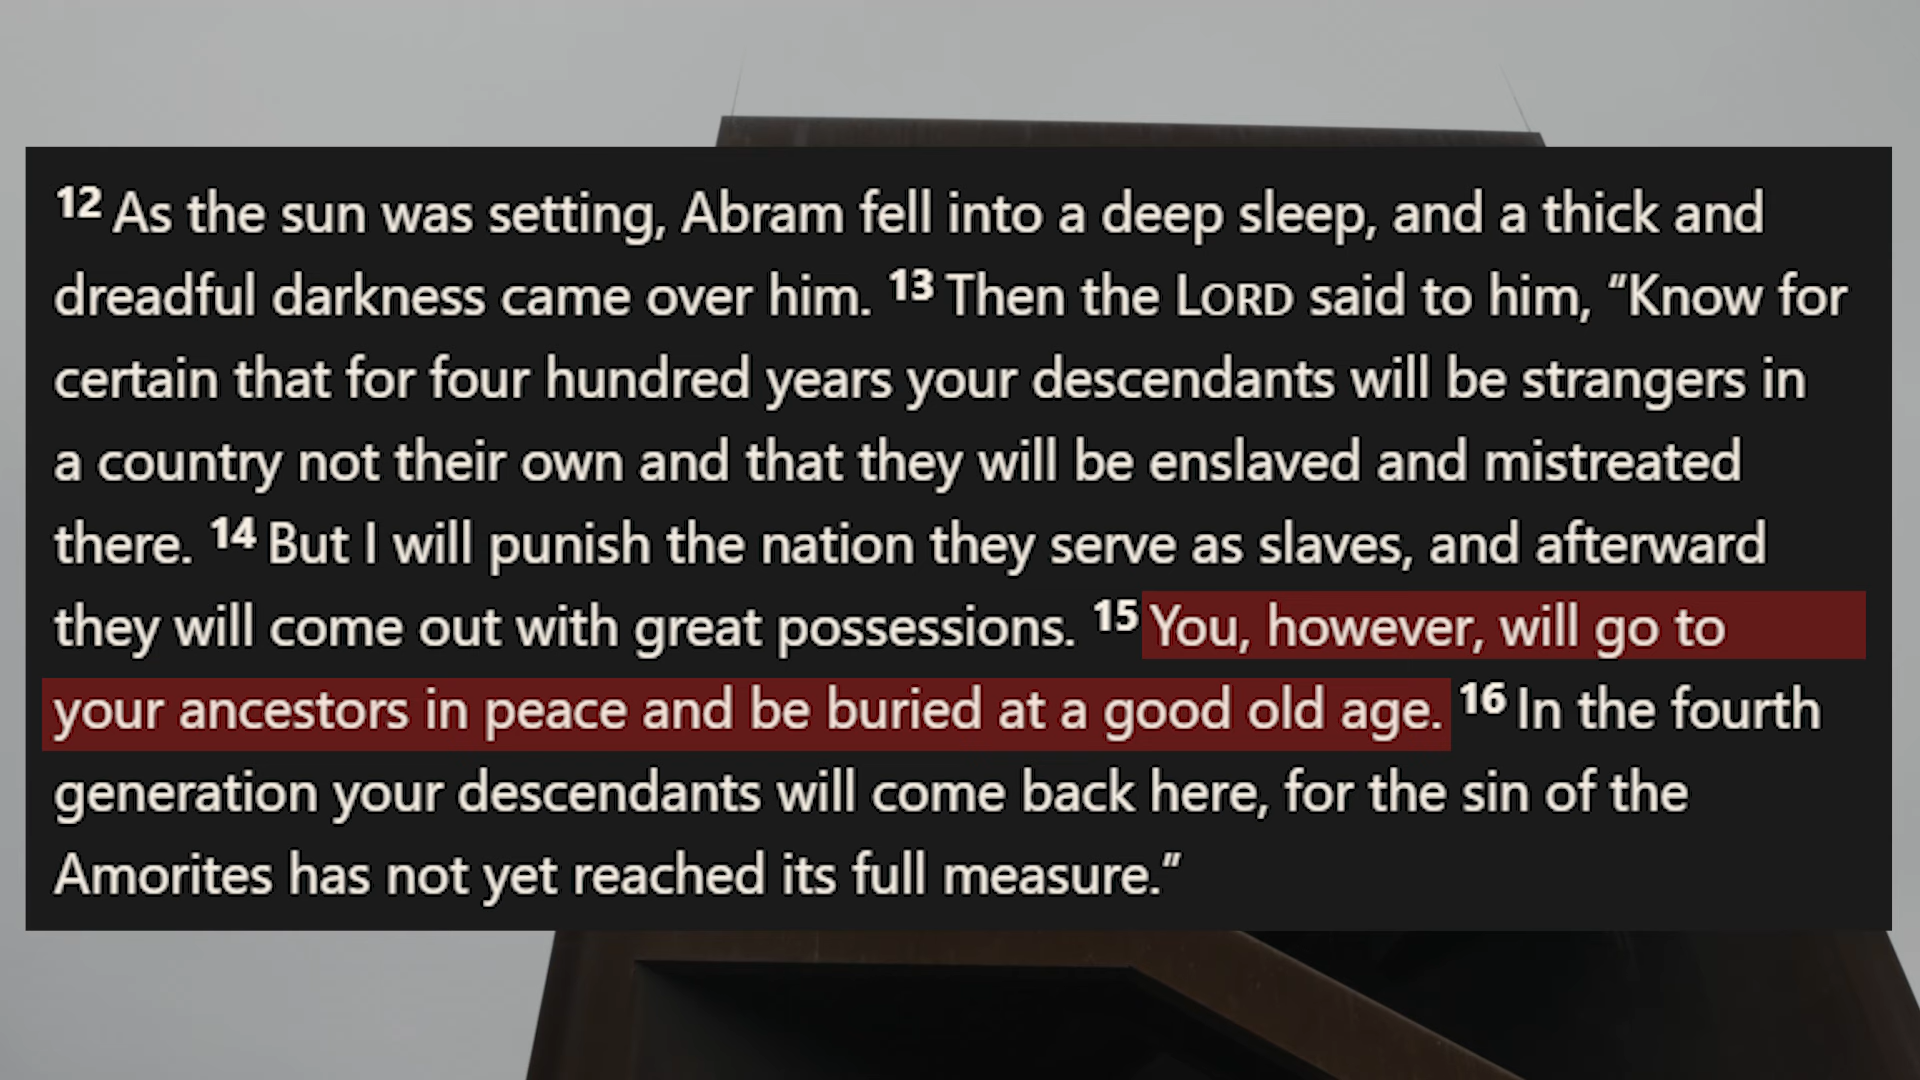 12 As the sun was setting, Abram fell into a deep sleep, and a thick and
dreadful darkness came over him. 13 Then the LORD said to him, “Know for
certain that for four hundred years your descendants will be strangers in
a country not their own and that they will be enslaved and mistreated
there. 14 But I will punish the nation they serve as slaves, and afterward
they will come out with great possessions. 15 You, however, will go to
your ancestors in peace and be buried at a good old age. 16 In the fourth
generation your descendants will come back here, for the sin of the
Amorites has not yet reached its full measure.”